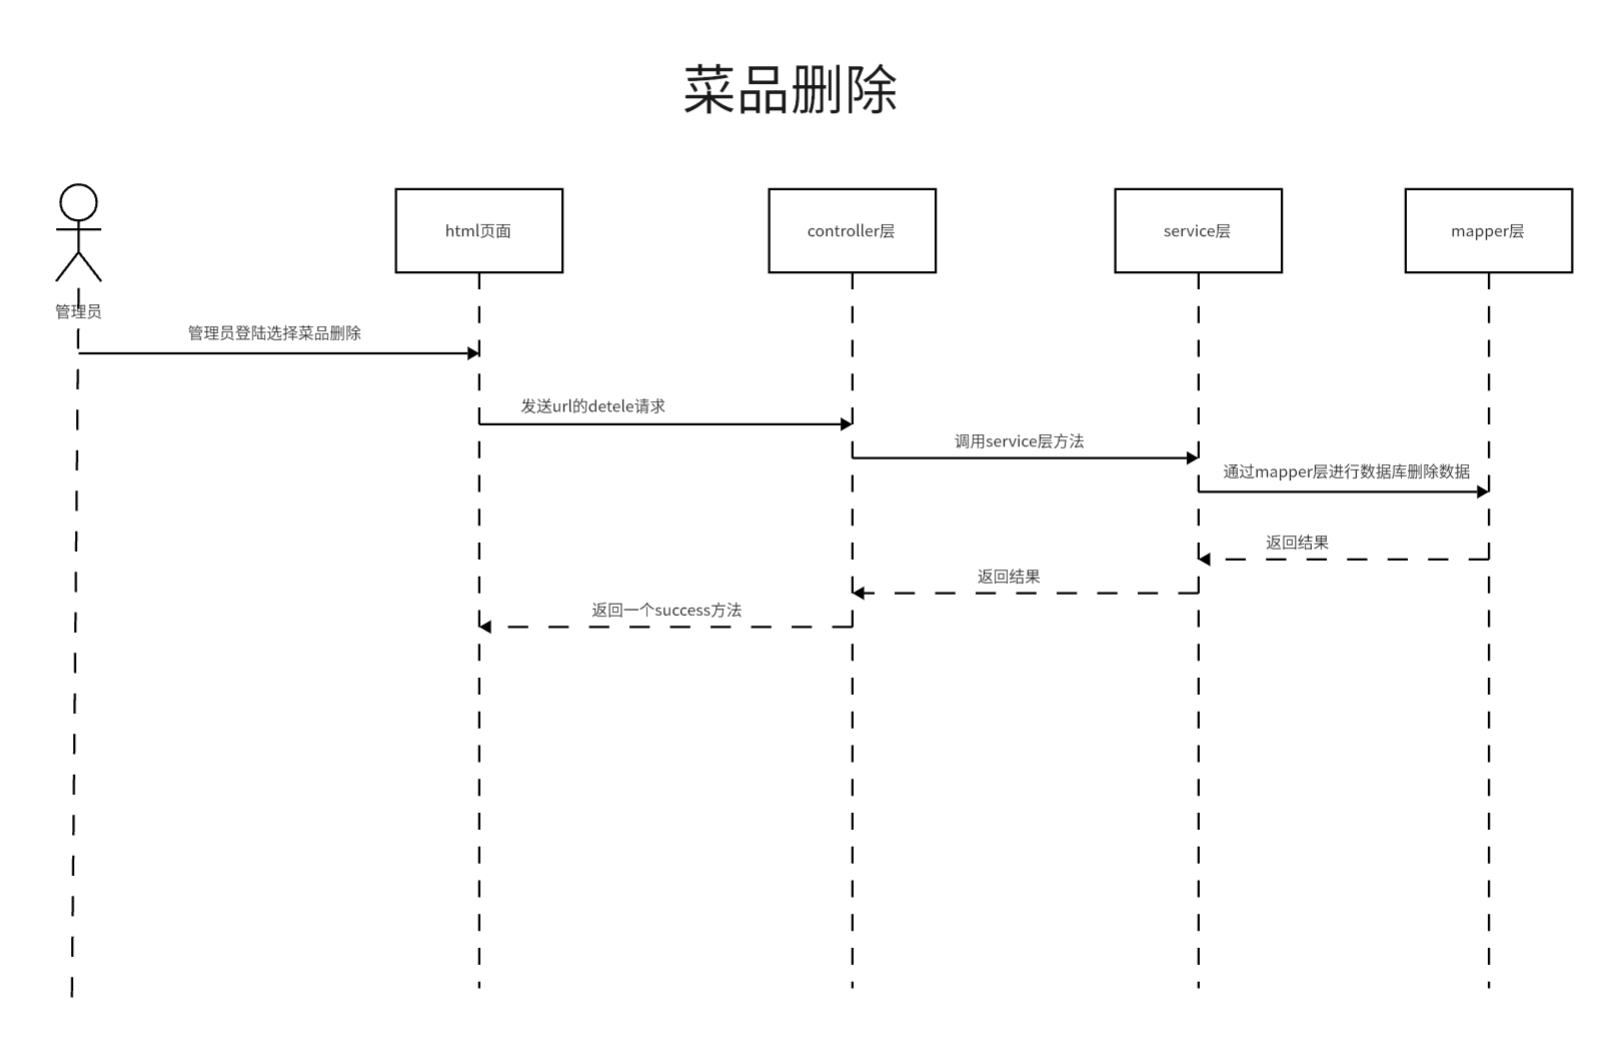 菜品删除
html页面
controller层
service层
mapper层
管理员
管理员登陆选择菜品删除
发送url的detele请求
调用service层方法
通过mapper层进行数据库删除数据
返回结果
返回结果
返回一个success方法